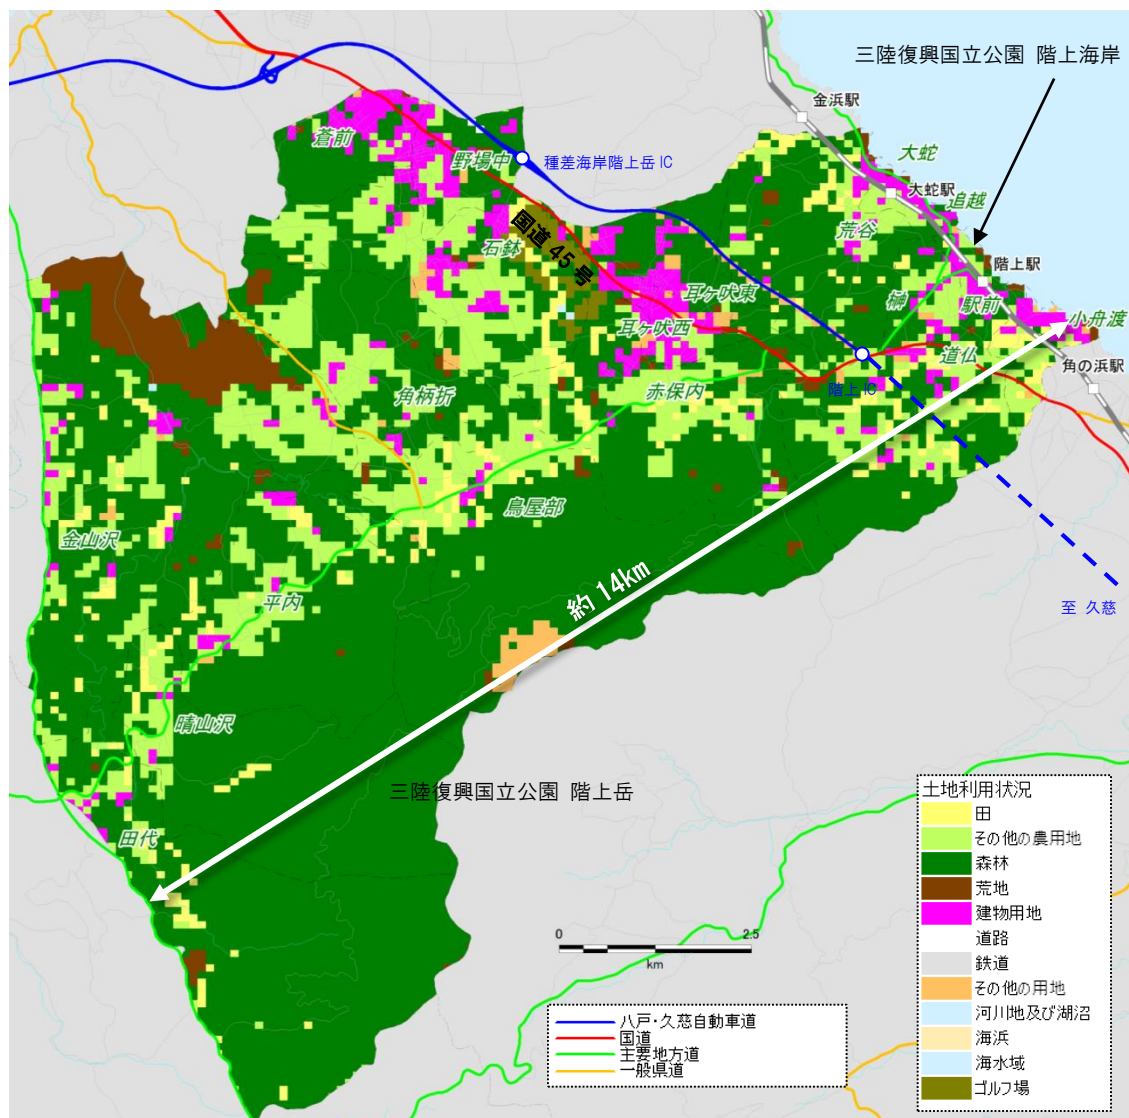 三陸復興国立公園 階上海岸
金浜駅
蒼前
野場中
種差海岸階上岳 IC
大蛇
大蛇駅
追越
国道 45 号
荒谷
石鉢
階上駅
耳ヶ吠東
榊
駅前
小舟渡
耳ヶ吠西
道仏
角の浜駅
角柄折
赤保内
階上 IC
鳥屋部
金山沢
約 14km
平内
至 久慈
晴山沢
三陸復興国立公園 階上岳
田代
0
2.5
km
八戸・久慈自動車道
国道
主要地方道
一般県道
土地利用状況
田
その他の農用地
森林
荒地
建物用地
道路
鉄道
その他の用地
河川地及び湖沼
海浜
海水域
ゴルフ場